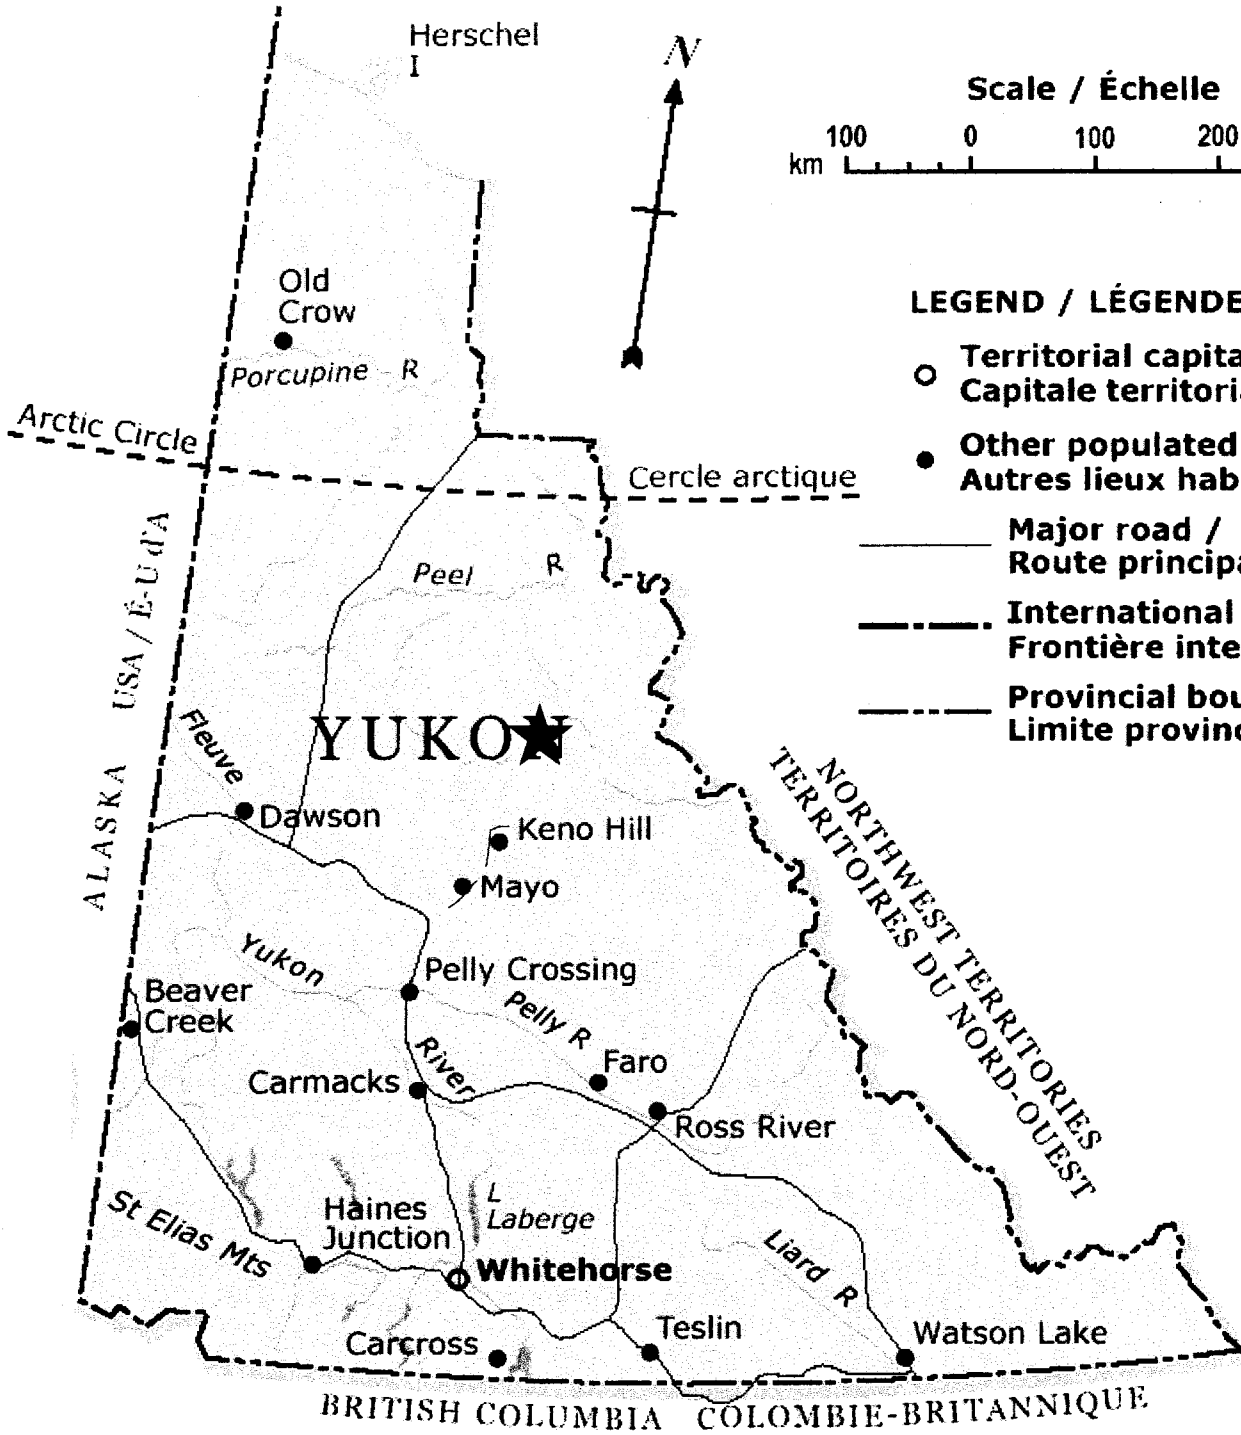 Herschel
I
N
Scale / Échelle
100 0 100 200
km
Old
Crow
Porcupine R
LEGEND / LÉGENDE
Territorial capita
Capitale territoria
Other populated
Autres lieux hab
Major road /
Route principa
International
Frontière inte
Provincial bou
Limite provinc
Arctic Circle
Cercle arctique
Peel R
USA / É-U d'A
ALASKA
YUKON
Fleuve
Dawson
Keno Hill
Mayo
NORTHWEST TERRITORIES
TERRITOIRES DU NORD-OUEST
Yukon
River
Pelly Crossing
Pelly R
Beaver
Creek
Faro
Carmacks
Ross River
L
Laberge
St Elias Mts
Haines
Junction
Whitehorse
Liard R
Carcross
Teslin
Watson Lake
BRITISH COLUMBIA COLOMBIE-BRITANNIQUE